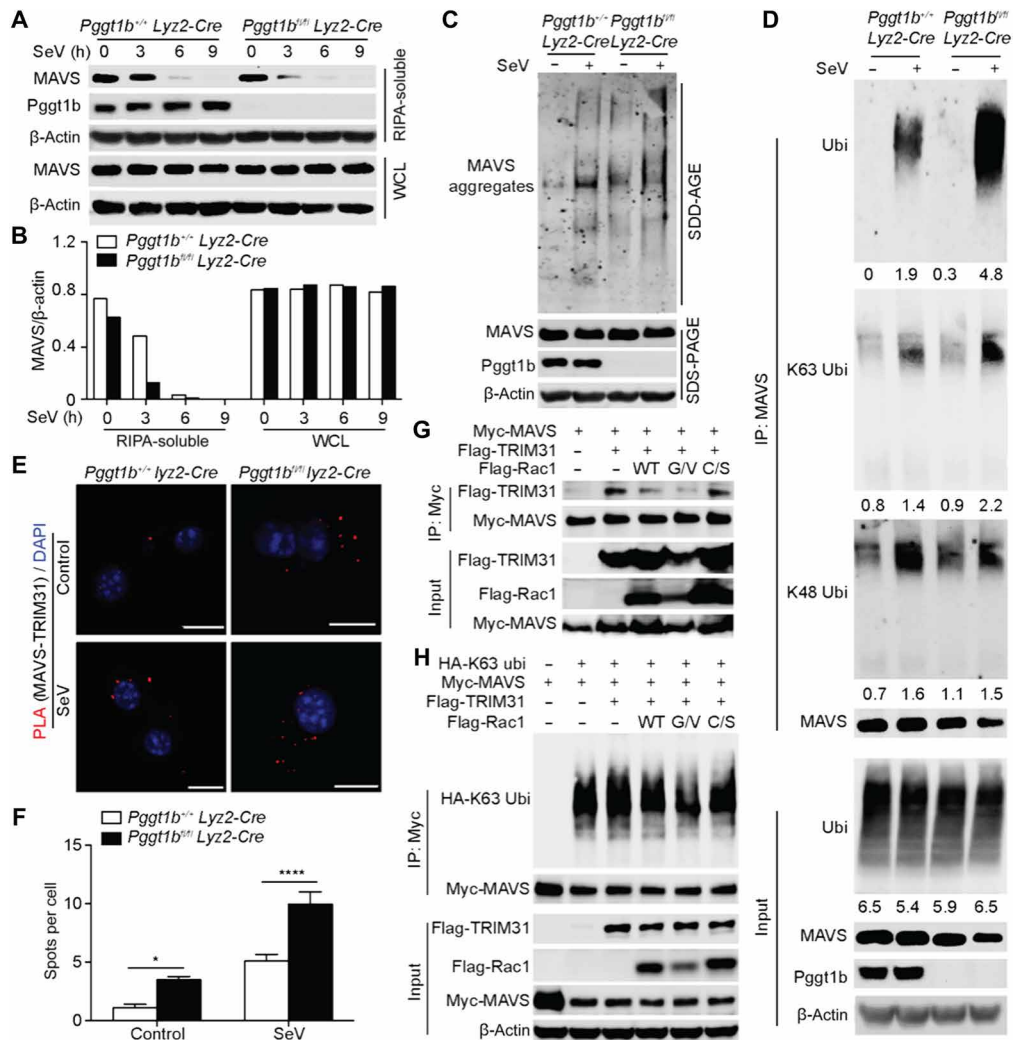 A
Pggt1b+/+ Lyz2-Cre Pggt1bfl/fl Lyz2-Cre
SeV (h) 0 3 6 9 0 3 6 9
MAVS
Pggt1b
β-Actin
RIPA-soluble
MAVS
β-Actin
WCL
B
Pggt1b+/+ Lyz2-Cre
Pggt1bfl/fl Lyz2-Cre
MAVS/β-actin
1.2
0.8
0.4
0
SeV (h) 0 3 6 9 0 3 6 9
RIPA-soluble WCL
C
Pggt1b+/+ Pggt1bfl/fl
Lyz2-Cre Lyz2-Cre
SeV – + – +
MAVS
aggregates
SDD-AGE
MAVS
Pggt1b
β-Actin
SDS-PAGE
D
Pggt1b+/+ Pggt1bfl/fl
Lyz2-Cre Lyz2-Cre
SeV – + – +
Ubi
0 1.9 0.3 4.8
K63 Ubi
0.8 1.4 0.9 2.2
K48 Ubi
0.7 1.6 1.1 1.5
MAVS
IP: MAVS
Ubi
6.5 5.4 5.9 6.5
MAVS
Pggt1b
β-Actin
Input
E
Pggt1b+/+ lyz2-Cre Pggt1bfl/fl lyz2-Cre
PLA (MAVS-TRIM31) / DAPI
Control
SeV
F
Pggt1b+/+ Lyz2-Cre
Pggt1bfl/fl Lyz2-Cre
Spots per cell
15
10
5
0
*
****
Control SeV
G
Myc-MAVS + + + + +
Flag-TRIM31 – + + + +
Flag-Rac1 – – WT G/V C/S
Flag-TRIM31
Myc-MAVS
IP: Myc
Flag-TRIM31
Flag-Rac1
Myc-MAVS
Input
H
HA-K63 ubi – + + + + +
Myc-MAVS + + + + + +
Flag-TRIM31 – – + + + +
Flag-Rac1 – – – WT G/V C/S
HA-K63 Ubi
Myc-MAVS
IP: Myc
Flag-TRIM31
Flag-Rac1
Myc-MAVS
β-Actin
Input